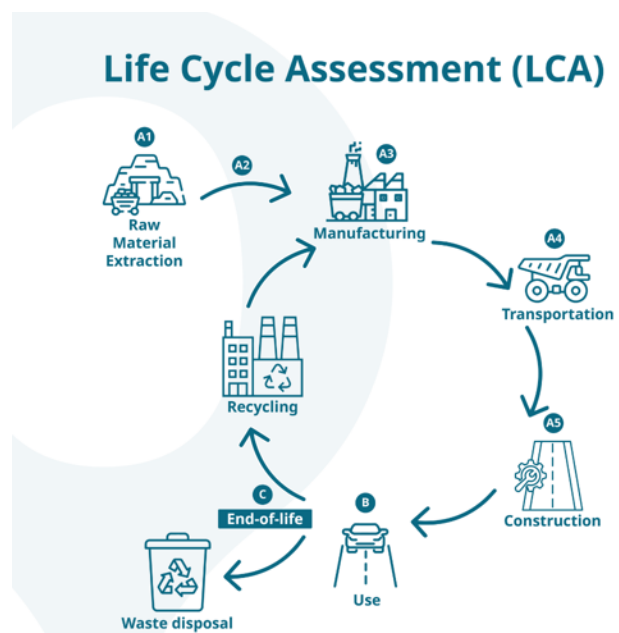 Life Cycle Assessment (LCA)
A1
Raw
Material
Extraction
A2
A3
Manufacturing
A4
Transportation
A5
Construction
B
Use
C
End-of-life
Recycling
Waste disposal